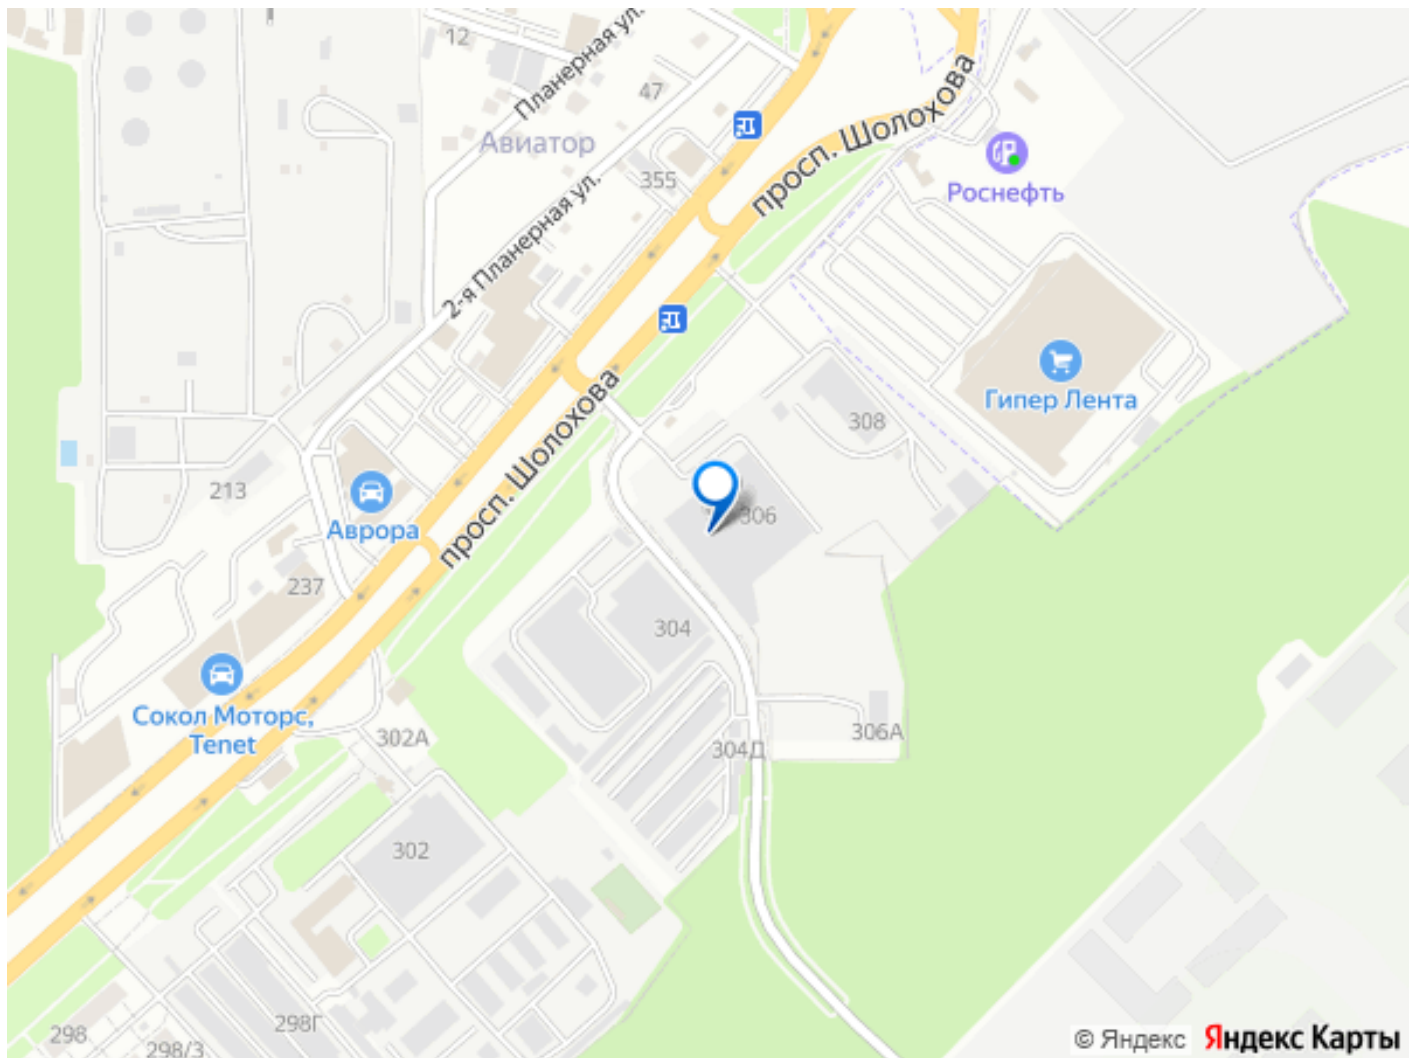 12
Планерная ул.
47
Авиатор
просп. Шолохова
355
Роснефть
2-я Планерная ул.
Гипер Лента
308
просп. Шолохова
213
Аврора
306
237
304
Сокол Моторс,
Tenet
302А
306А
304Д
302
298Г
298
298/3
© Яндекс Яндекс Карты